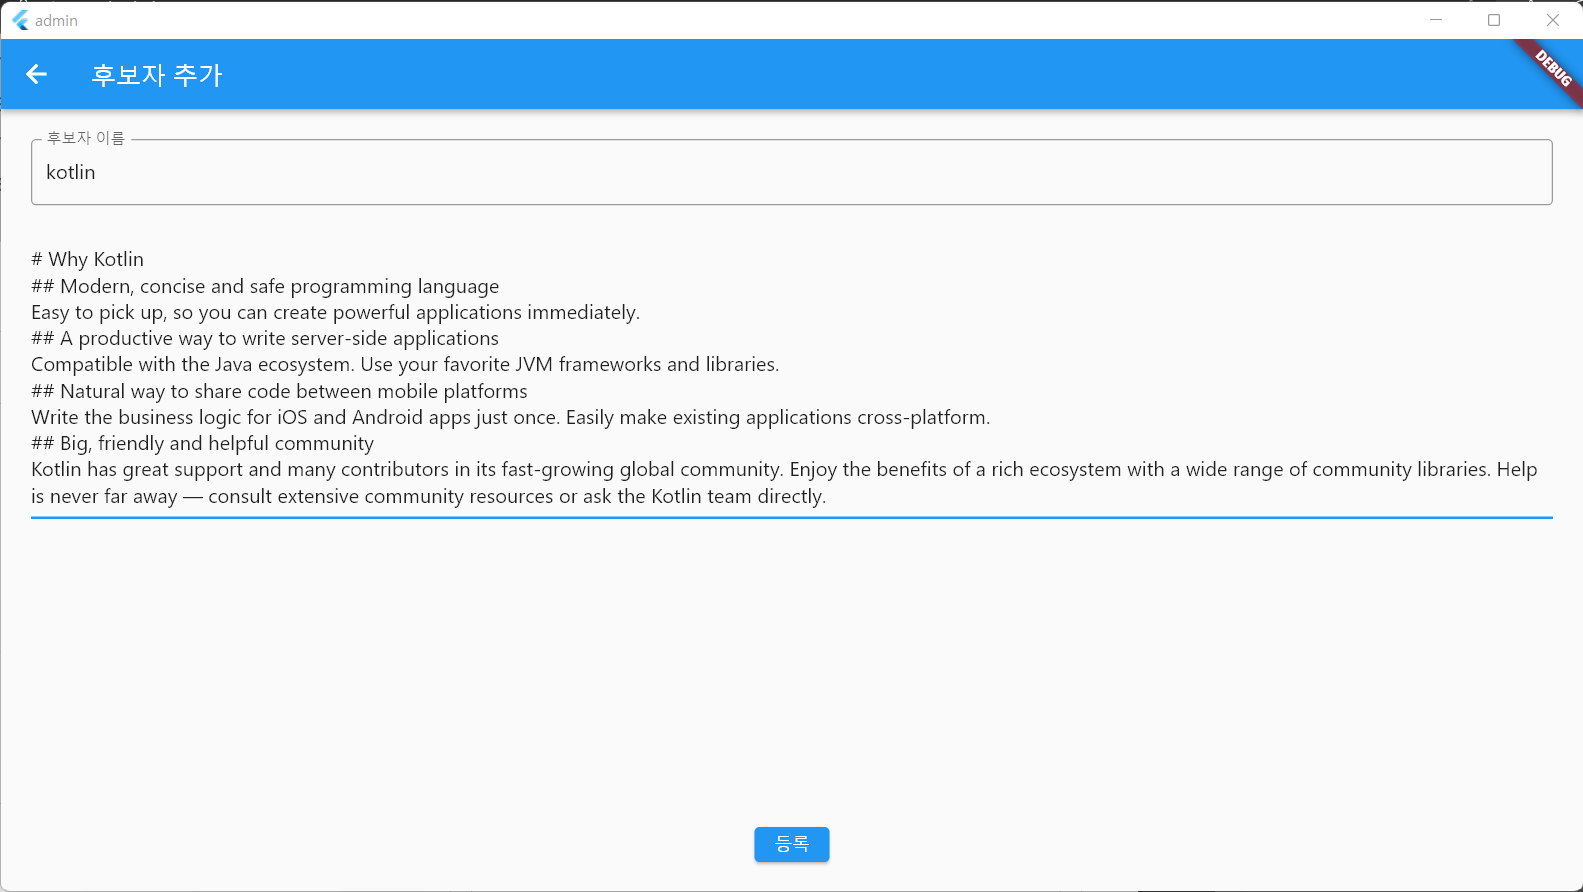 admin
후보자 추가
DEBUG
후보자 이름
kotlin
# Why Kotlin
## Modern, concise and safe programming language
Easy to pick up, so you can create powerful applications immediately.
## A productive way to write server-side applications
Compatible with the Java ecosystem. Use your favorite JVM frameworks and libraries.
## Natural way to share code between mobile platforms
Write the business logic for iOS and Android apps just once. Easily make existing applications cross-platform.
## Big, friendly and helpful community
Kotlin has great support and many contributors in its fast-growing global community. Enjoy the benefits of a rich ecosystem with a wide range of community libraries. Help
is never far away — consult extensive community resources or ask the Kotlin team directly.
등록